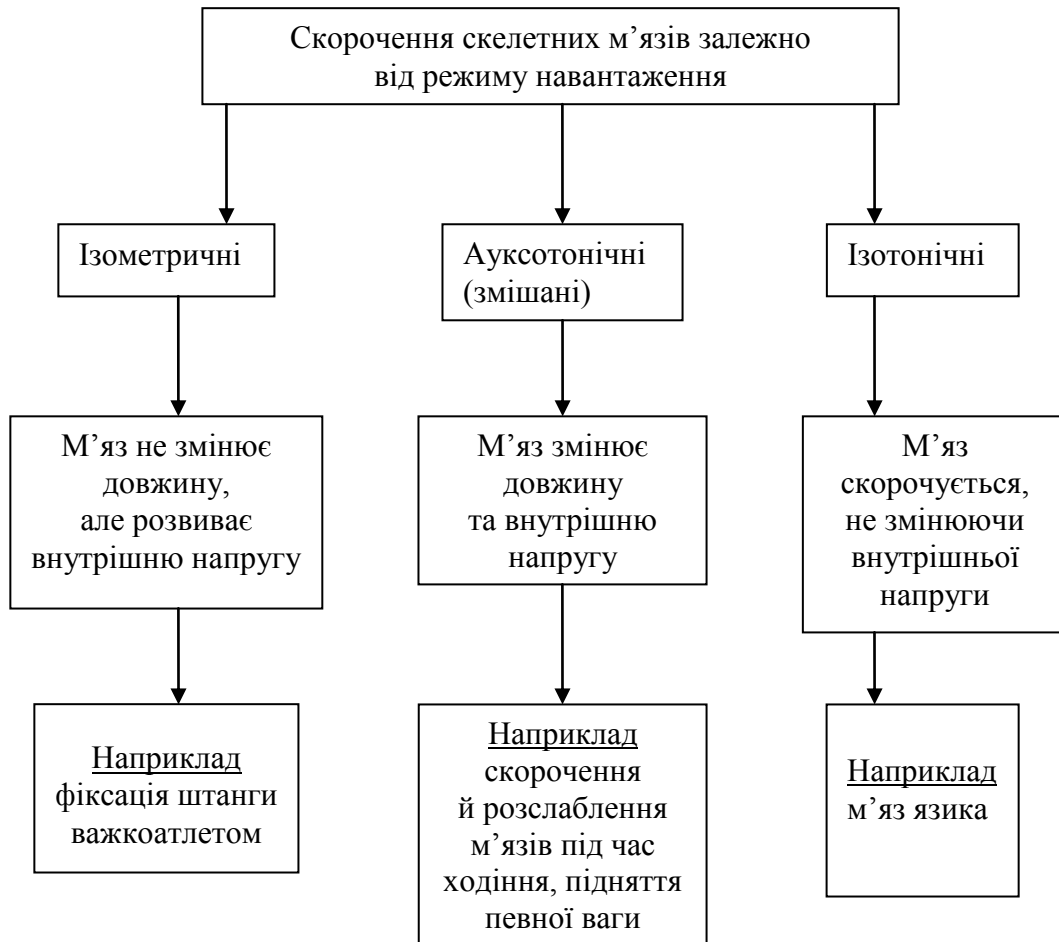 Скорочення скелетних м’язів залежно
від режиму навантаження
Ізометричні
Ауксотонічні
(змішані)
Ізотонічні
М’яз не змінює
довжину,
але розвиває
внутрішню напругу
М’яз змінює
довжину
та внутрішню
напругу
М’яз
скорочується,
не змінюючи
внутрішньої
напруги
Наприклад
фіксація штанги
важкоатлетом
Наприклад
скорочення
й розслаблення
м’язів під час
ходіння, підняття
певної ваги
Наприклад
м’яз язика